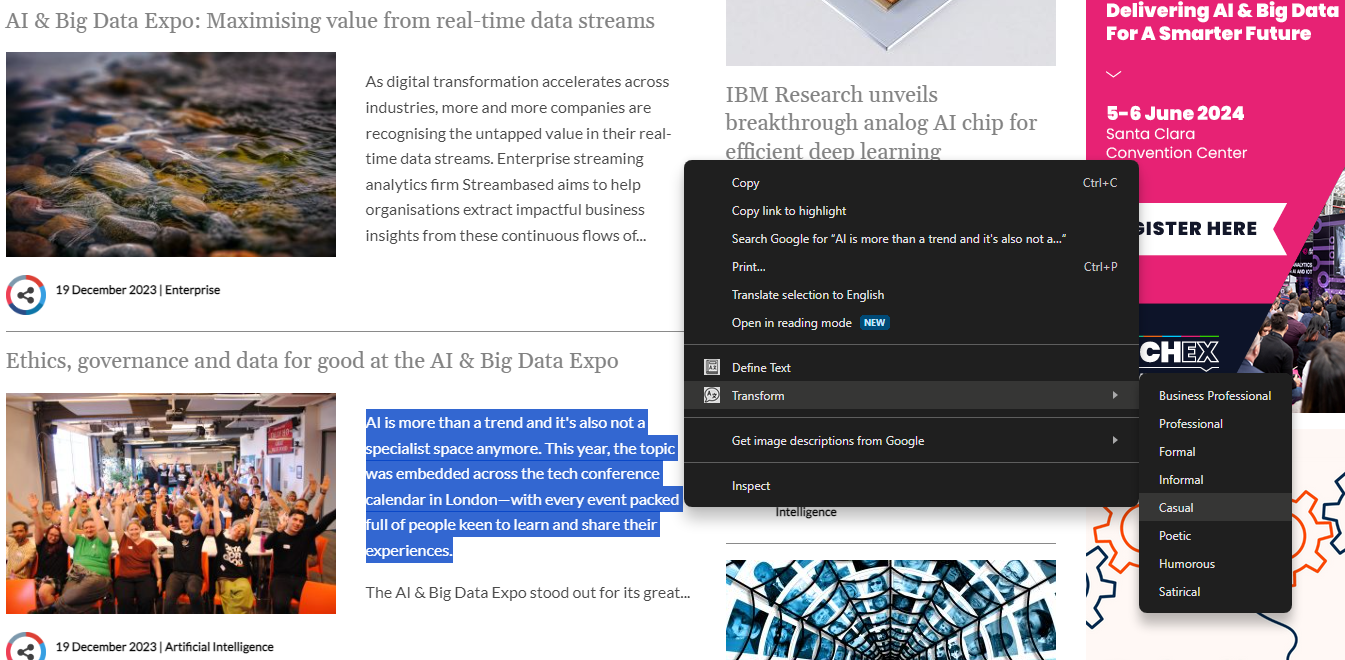 AI & Big Data Expo: Maximising value from real-time data streams
As digital transformation accelerates across
industries, more and more companies are
recognising the untapped value in their real-
time data streams. Enterprise streaming
analytics firm Streambased aims to help
organisations extract impactful business
insights from these continuous flows of...
19 December 2023 | Enterprise
Ethics, governance and data for good at the AI & Big Data Expo
AI is more than a trend and it's also not a
specialist space anymore. This year, the topic
was embedded across the tech conference
calendar in London—with every event packed
full of people keen to learn and share their
experiences.
The AI & Big Data Expo stood out for its great...
19 December 2023 | Artificial Intelligence
IBM Research unveils
breakthrough analog AI chip for
efficient deep learning
Intelligence
Delivering AI & Big Data
For A Smarter Future
5-6 June 2024
Santa Clara
Convention Center
GISTER HERE
CHEX
Copy Ctrl+C
Copy link to highlight
Search Google for “AI is more than a trend and it's also not a...”
Print... Ctrl+P
Translate selection to English
Open in reading mode NEW
Define Text
Transform
Get image descriptions from Google
Inspect
Business Professional
Professional
Formal
Informal
Casual
Poetic
Humorous
Satirical